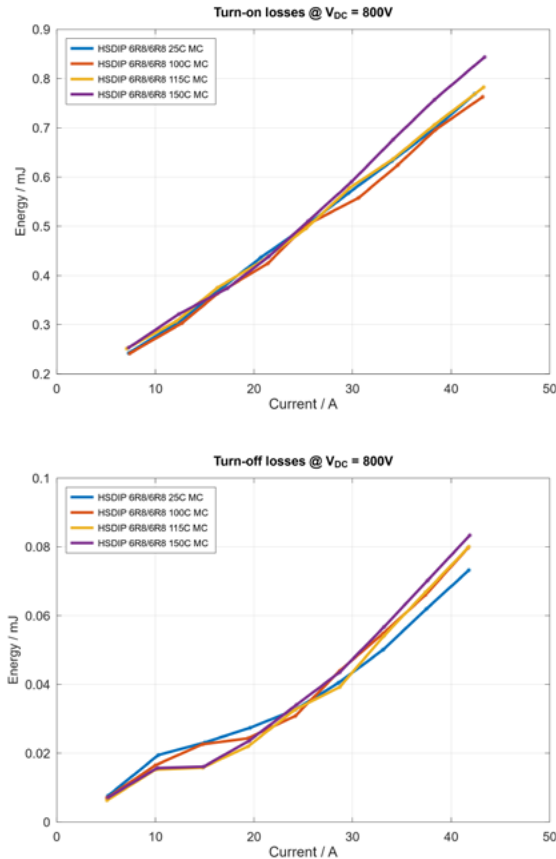 Turn-on losses @ VDC = 800V
HSDIP 6R8/6R8 25C MC
HSDIP 6R8/6R8 100C MC
HSDIP 6R8/6R8 115C MC
HSDIP 6R8/6R8 150C MC
Energy / mJ
0.9
0.8
0.7
0.6
0.5
0.4
0.3
0.2
0 10 20 30 40 50
Current / A
Turn-off losses @ VDC = 800V
HSDIP 6R8/6R8 25C MC
HSDIP 6R8/6R8 100C MC
HSDIP 6R8/6R8 115C MC
HSDIP 6R8/6R8 150C MC
Energy / mJ
0.1
0.08
0.06
0.04
0.02
0
0 10 20 30 40 50
Current / A